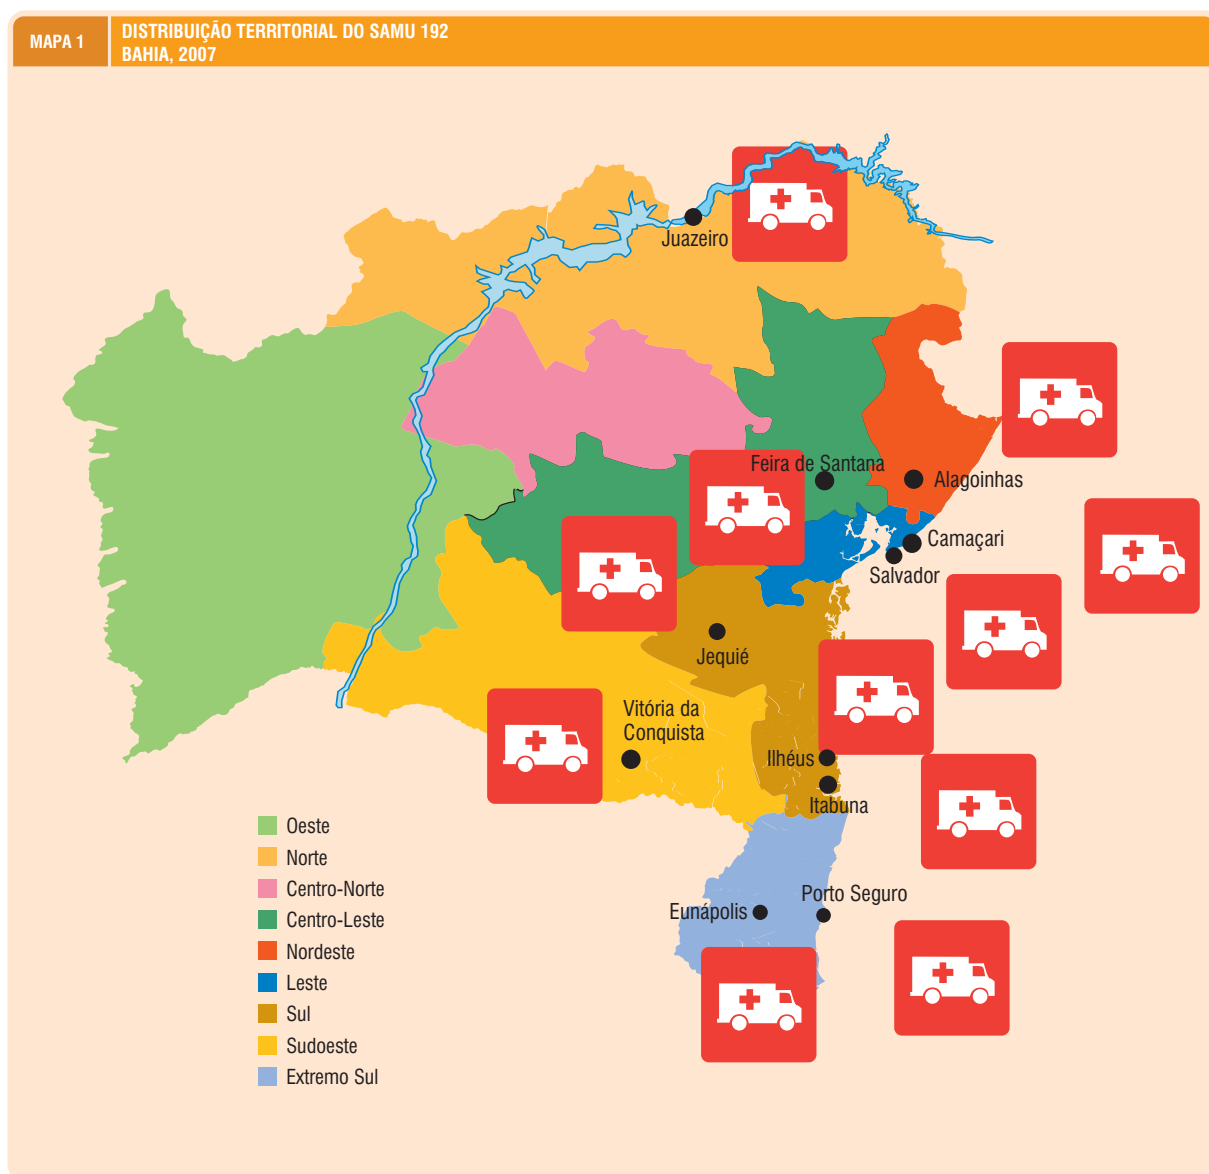 MAPA 1
DISTRIBUIÇÃO TERRITORIAL DO SAMU 192
BAHIA, 2007
Juazeiro
Feira de Santana
Alagoinhas
Camaçari
Salvador
Jequié
Vitória da
Conquista
Ilhéus
Itabuna
Eunápolis
Porto Seguro
Oeste
Norte
Centro-Norte
Centro-Leste
Nordeste
Leste
Sul
Sudoeste
Extremo Sul